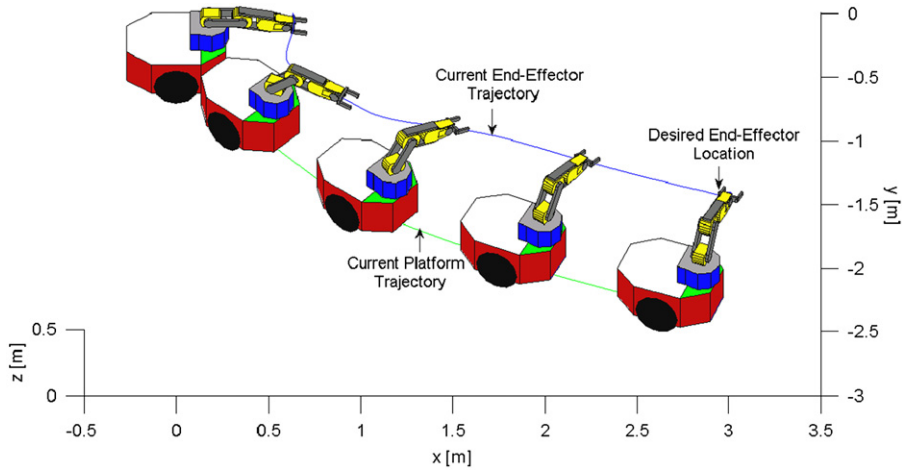 0
-0.5
Current End-Effector
Trajectory
Desired End-Effector
Location
-1
-1.5
y [m]
Current Platform
Trajectory
-2
-2.5
0.5
z [m]
0
-3
-0.5
0
0.5
1
1.5
2
2.5
3
3.5
x [m]